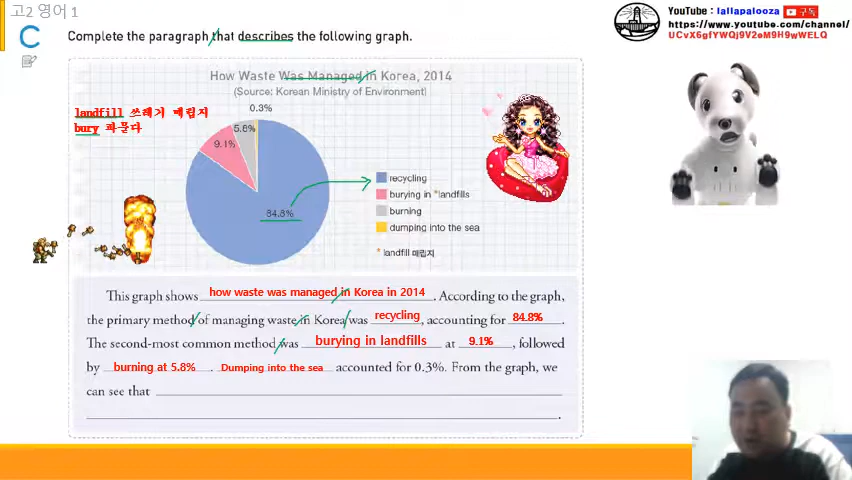 고2 영어 1
YouTube : lallapalooza 구독
https://www.youtube.com/channel/
UCvX6gfYWQj9V2eM9H9wWELQ
C Complete the paragraph that describes the following graph.
How Waste Was Managed in Korea, 2014
(Source: Korean Ministry of Environment)
0.3%
landfill 쓰레기 매립지
bury 파묻다
5.8%
9.1%
84.8%
recycling
burying in *landfills
burning
dumping into the sea
* landfill 매립지
This graph shows how waste was managed in Korea in 2014. According to the graph,
the primary method of managing waste in Korea was recycling, accounting for 84.8%.
The second-most common method was burying in landfills at 9.1%, followed
by burning at 5.8%. Dumping into the sea accounted for 0.3%. From the graph, we
can see that
.